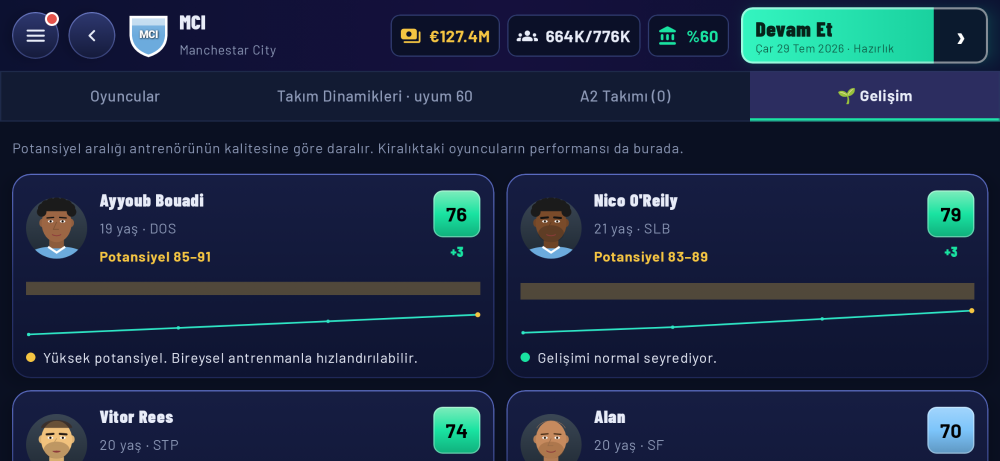 MCI
MCI
Manchestar City
€127.4M
664K/776K
%60
Devam Et
Çar 29 Tem 2026 · Hazırlık
Oyuncular
Takım Dinamikleri · uyum 60
A2 Takımı (0)
Gelişim
Potansiyel aralığı antrenörünün kalitesine göre daralır. Kiralıktaki oyuncuların performansı da burada.
Ayyoub Bouadi
19 yaş · DOS
Potansiyel 85–91
76
+3
Yüksek potansiyel. Bireysel antrenmanla hızlandırılabilir.
Nico O'Reily
21 yaş · SLB
Potansiyel 83–89
79
+3
Gelişimi normal seyrediyor.
Vitor Rees
20 yaş · STP
74
Alan
20 yaş · SF
70